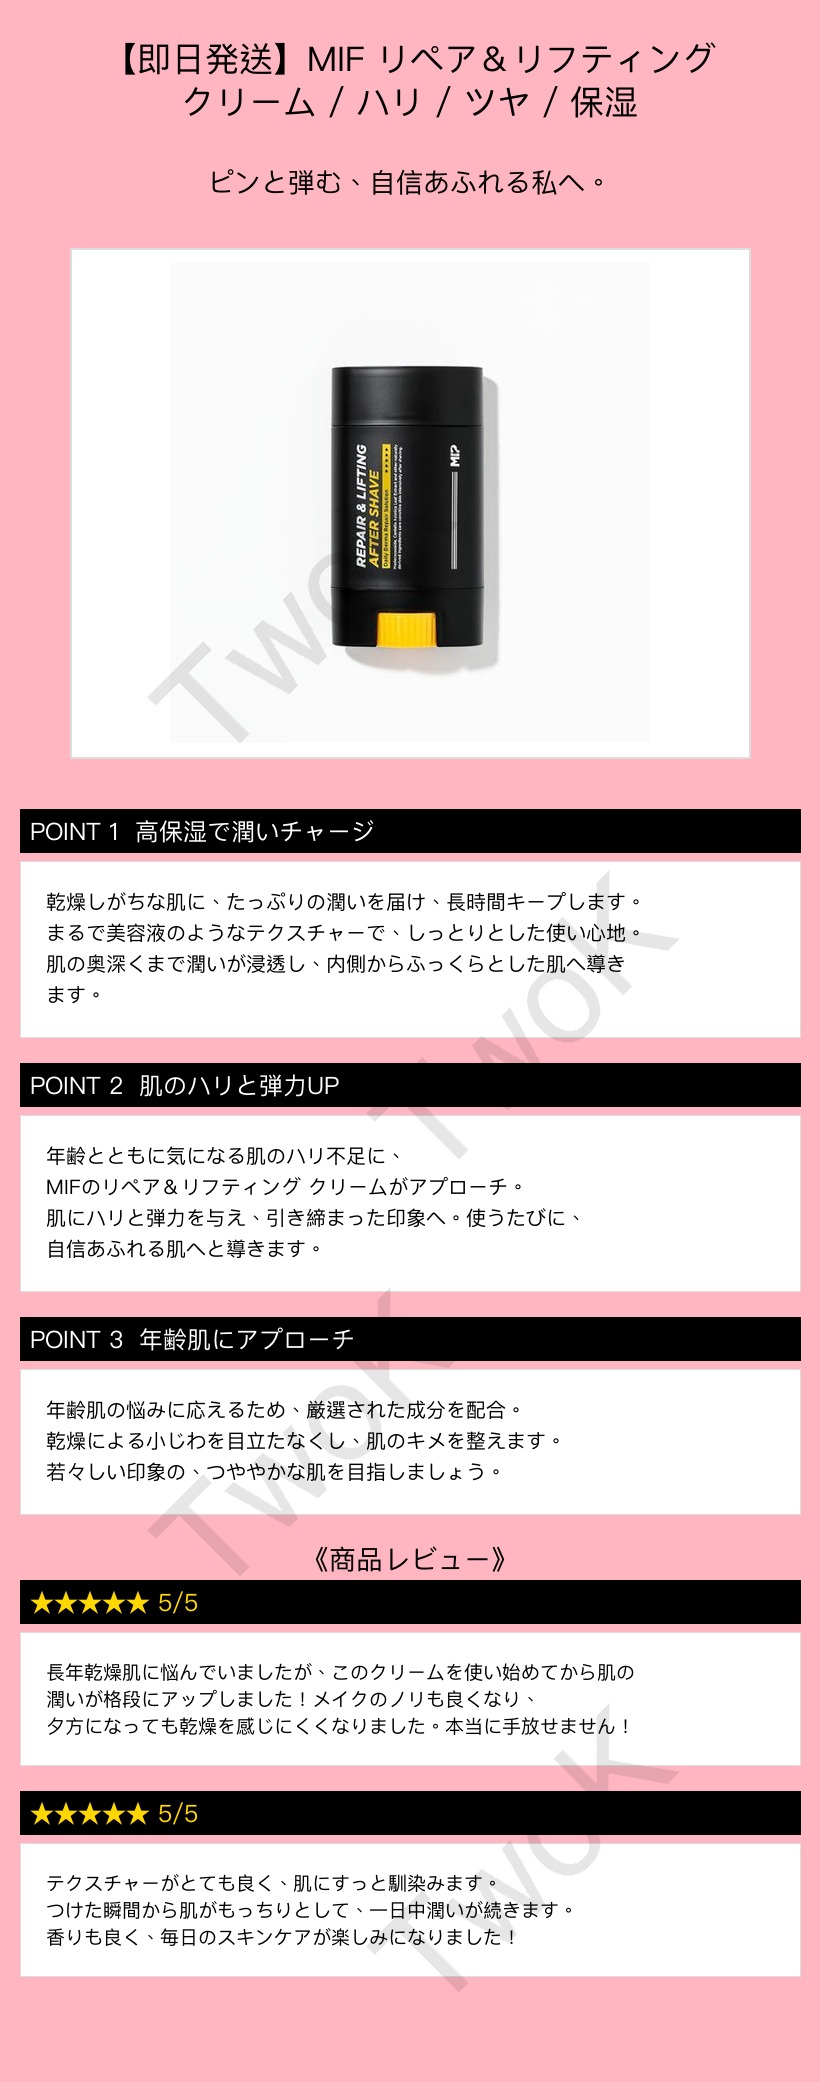 【即日発送】MIF リペア＆リフティング
クリーム / ハリ / ツヤ / 保湿
ピンと弾む、自信あふれる私へ。
REPAIR & LIFTING
AFTER SHAVE
Daily Derma Repair Solution
TwoK
POINT 1 高保湿で潤いチャージ
乾燥しがちな肌に、たっぷりの潤いを届け、長時間キープします。
まるで美容液のようなテクスチャーで、しっとりとした使い心地。
肌の奥深くまで潤いが浸透し、内側からふっくらとした肌へ導き
ます。
TwoK
POINT 2 肌のハリと弾力UP
年齢とともに気になる肌のハリ不足に、
MIFのリペア＆リフティング クリームがアプローチ。
肌にハリと弾力を与え、引き締まった印象へ。使うたびに、
自信あふれる肌へと導きます。
POINT 3 年齢肌にアプローチ
年齢肌の悩みに応えるため、厳選された成分を配合。
乾燥による小じわを目立たなくし、肌のキメを整えます。
若々しい印象の、つややかな肌を目指しましょう。
TwoK
《商品レビュー》
★★★★★ 5/5
長年乾燥肌に悩んでいましたが、このクリームを使い始めてから肌の
潤いが格段にアップしました！メイクのノリも良くなり、
夕方になっても乾燥を感じにくくなりました。本当に手放せません！
★★★★★ 5/5
テクスチャーがとても良く、肌にすっと馴染みます。
つけた瞬間から肌がもっちりとして、一日中潤いが続きます。
香りも良く、毎日のスキンケアが楽しみになりました！
TwoK